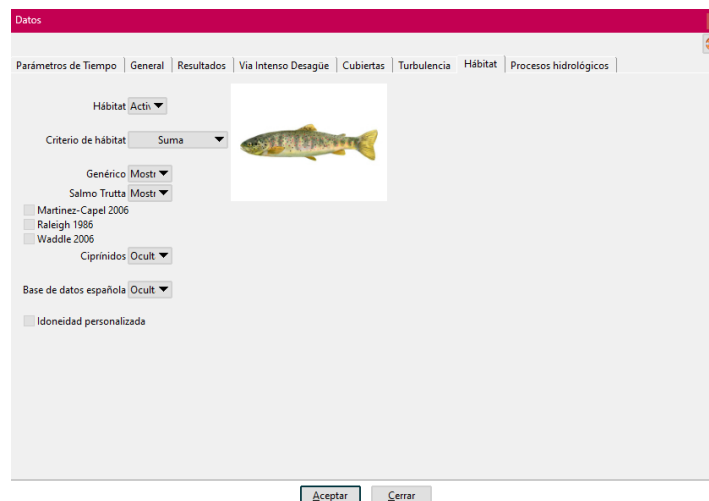 Datos
Parámetros de Tiempo General Resultados Via Intenso Desagüe Cubiertas Turbulencia Hábitat Procesos hidrológicos
Hábitat Activ
Criterio de hábitat Suma
Genérico Mostr
Salmo Trutta Mostr
Martinez-Capel 2006
Raleigh 1986
Waddle 2006
Ciprínidos Ocult
Base de datos española Ocult
Idoneidad personalizada
Aceptar Cerrar